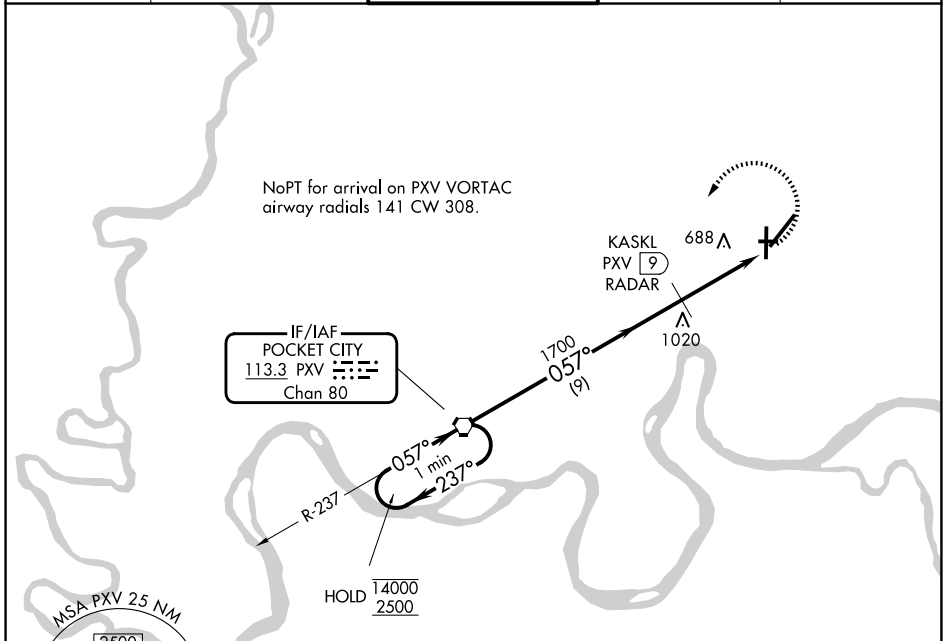 NoPT for arrival on PXV VORTAC
airway radials 141 CW 308.
KASKL
PXV 9
RADAR
688
1020
IF/IAF
POCKET CITY
113.3 PXV
Chan 80
1700
057°
(9)
057°
1 min
237°
R-237
HOLD 14000
2500
MSA PXV 25 NM